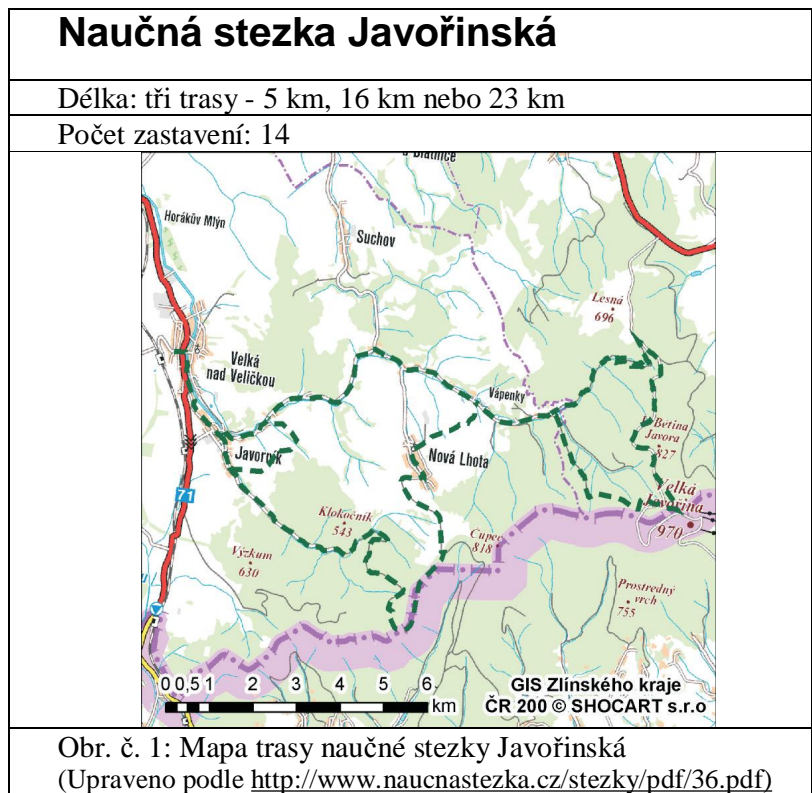 Naučná stezka Javořinská
Délka: tři trasy - 5 km, 16 km nebo 23 km
Počet zastavení: 14
u Blatnice
Horákův Mlýn
Suchov
Lesná
696
Velká
nad Veličkou
Vápenky
Javorník
Nová Lhota
Bětina
Javora
827
71
Velká
Javořina
970
Klokočník
543
Čupec
818
Výzkum
630
Prostredný
vrch
755
0 0,5 1 2 3 4 5 6
km
GIS Zlínského kraje
ČR 200 © SHOCART s.r.o
Obr. č. 1: Mapa trasy naučné stezky Javořinská
(Upraveno podle http://www.naucnastezka.cz/stezky/pdf/36.pdf)